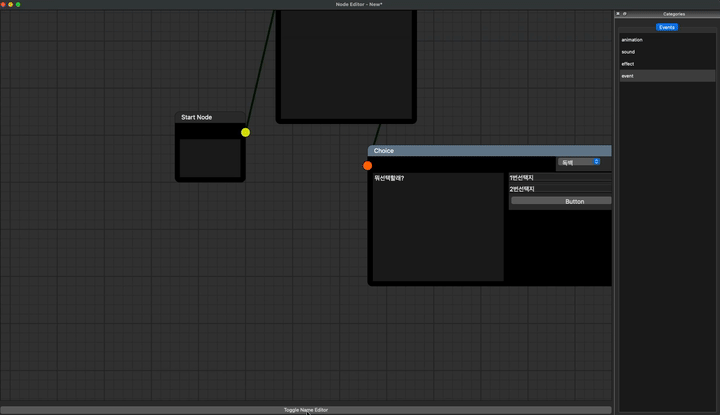 Node Editor - New*
Categories
Events
animation
sound
effect
event
Start Node
Choice
독백
뭐선택할래?
1번선택지
2번선택지
Button
Toggle Name Editor